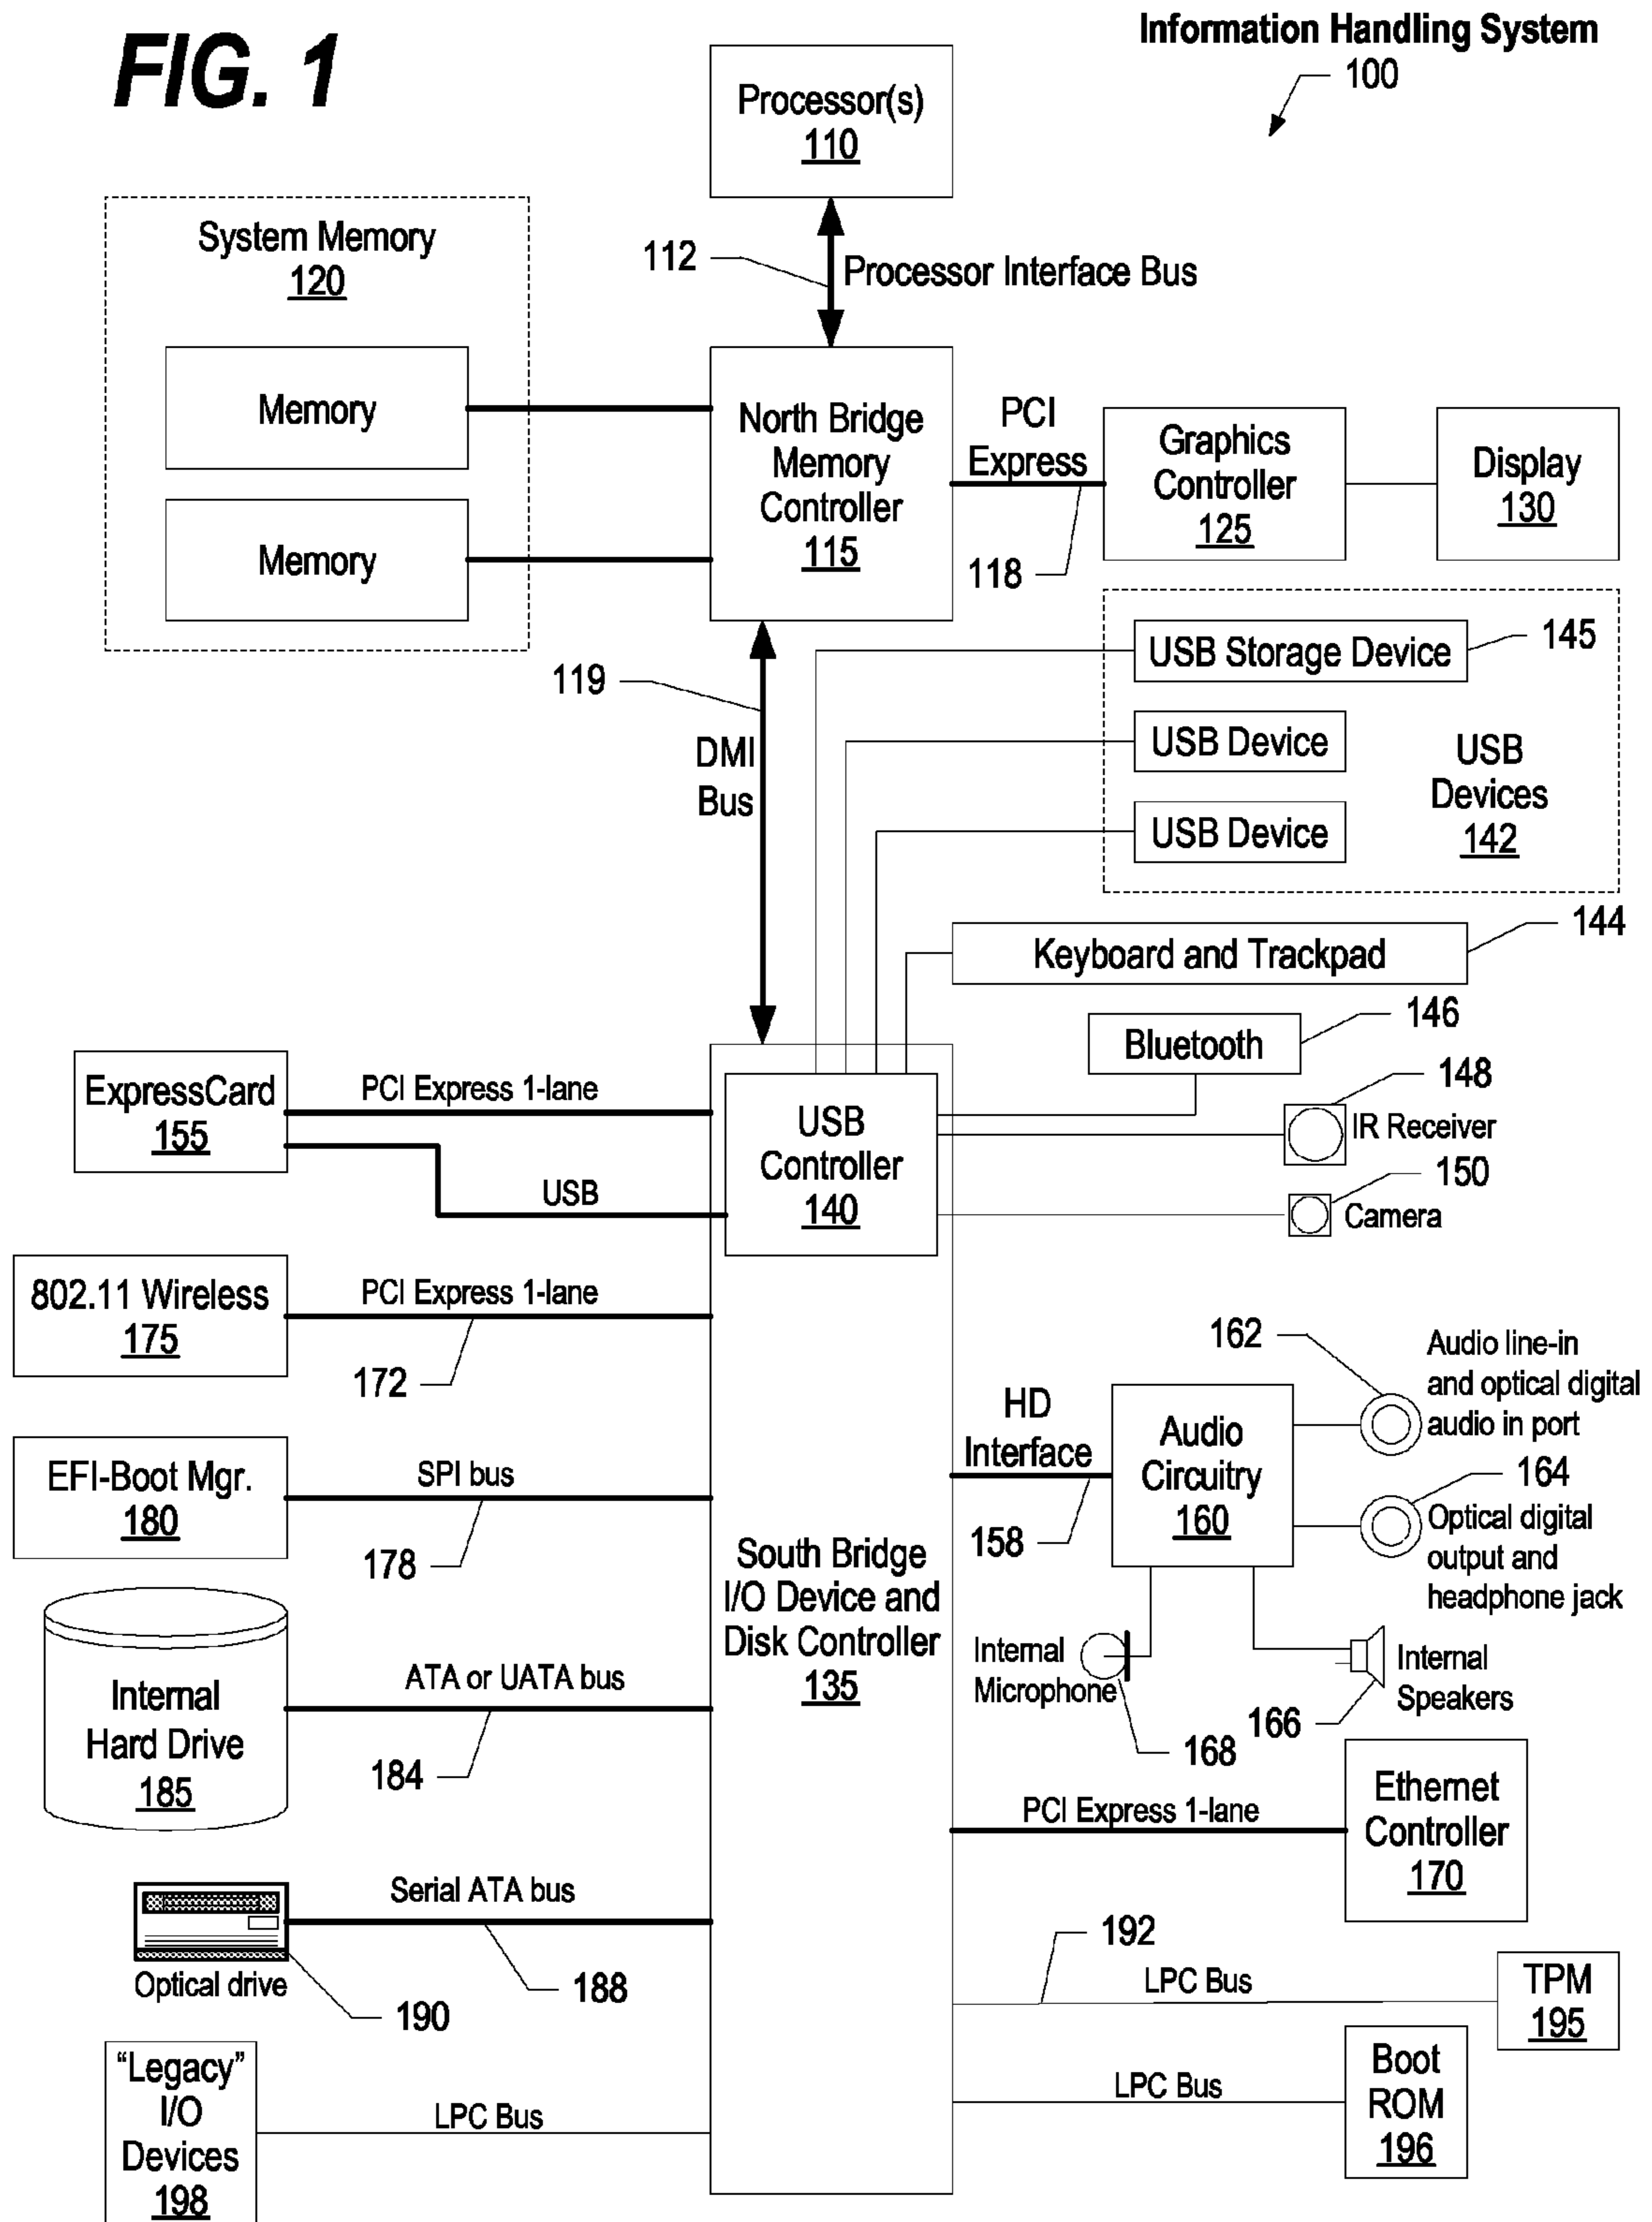 FIG. 1
Information Handling System
100
Processor(s)
110
System Memory
120
112
Processor Interface Bus
Memory
Memory
North Bridge
Memory
Controller
115
PCI
Express
118
Graphics
Controller
125
Display
130
119
DMI
Bus
USB Storage Device
145
USB Device
USB Device
USB
Devices
142
Keyboard and Trackpad
144
Bluetooth
146
148
IR Receiver
150
Camera
ExpressCard
155
PCI Express 1-lane
USB
USB
Controller
140
802.11 Wireless
175
PCI Express 1-lane
172
EFI-Boot Mgr.
180
SPI bus
178
HD
Interface
158
Audio
Circuitry
160
162
Audio line-in
and optical digital
audio in port
164
Optical digital
output and
headphone jack
South Bridge
I/O Device and
Disk Controller
135
Internal
Microphone
168
Internal
Speakers
166
Internal
Hard Drive
185
ATA or UATA bus
184
PCI Express 1-lane
Ethernet
Controller
170
Serial ATA bus
188
Optical drive
190
192
LPC Bus
TPM
195
LPC Bus
Boot
ROM
196
“Legacy”
I/O
Devices
198
LPC Bus